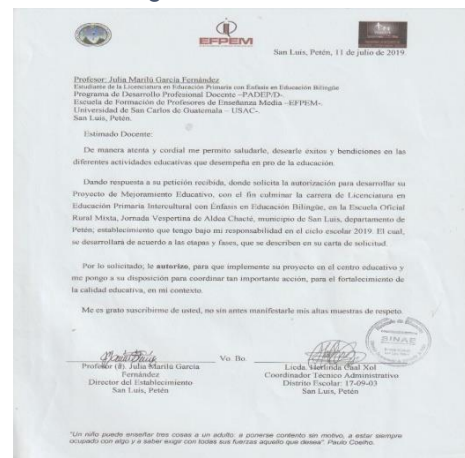 EFPEM
San Luis, Petén, 11 de julio de 2019.
Profesor: Julia Marilú García Fernández
Estudiante de la Licenciatura en Educación Primaria con Énfasis en Educación Bilingüe
Programa de Desarrollo Profesional Docente –PADEP/D-.
Escuela de Formación de Profesores de Enseñanza Media –EFPEM-.
Universidad de San Carlos de Guatemala – USAC-.
San Luis, Petén.
Estimado Docente:
De manera atenta y cordial me permito saludarle, desearle éxitos y bendiciones en las
diferentes actividades educativas que desempeña en pro de la educación.
Dando respuesta a su petición recibida, donde solicita la autorización para desarrollar su
Proyecto de Mejoramiento Educativo, con el fin culminar la carrera de Licenciatura en
Educación Primaria Intercultural con Énfasis en Educación Bilingüe, en la Escuela Oficial
Rural Mixta, Jornada Vespertina de Aldea Chacté, municipio de San Luis, departamento de
Petén; establecimiento que tengo bajo mi responsabilidad en el ciclo escolar 2019. El cual,
se desarrollará de acuerdo a las etapas y fases, que se describen en su carta de solicitud.
Por lo solicitado; le autorizo, para que implemente su proyecto en el centro educativo y
me pongo a su disposición para coordinar tan importante acción, para el fortalecimiento de
la calidad educativa, en mi contexto.
Me es grato suscribirme de usted, no sin antes manifestarle mis altas muestras de respeto.
SINAE
Vo. Bo.
Profesor (a). Julia Marilú García
Fernández
Director del Establecimiento
San Luis, Petén
Licda. Herlinda Caal Xol
Coordinador Técnico Administrativo
Distrito Escolar: 17-09-03
San Luis, Petén
"Un niño puede enseñar tres cosas a un adulto: a ponerse contento sin motivo, a estar siempre
ocupado con algo y a saber exigir con todas sus fuerzas aquello que desea". Paulo Coelho.